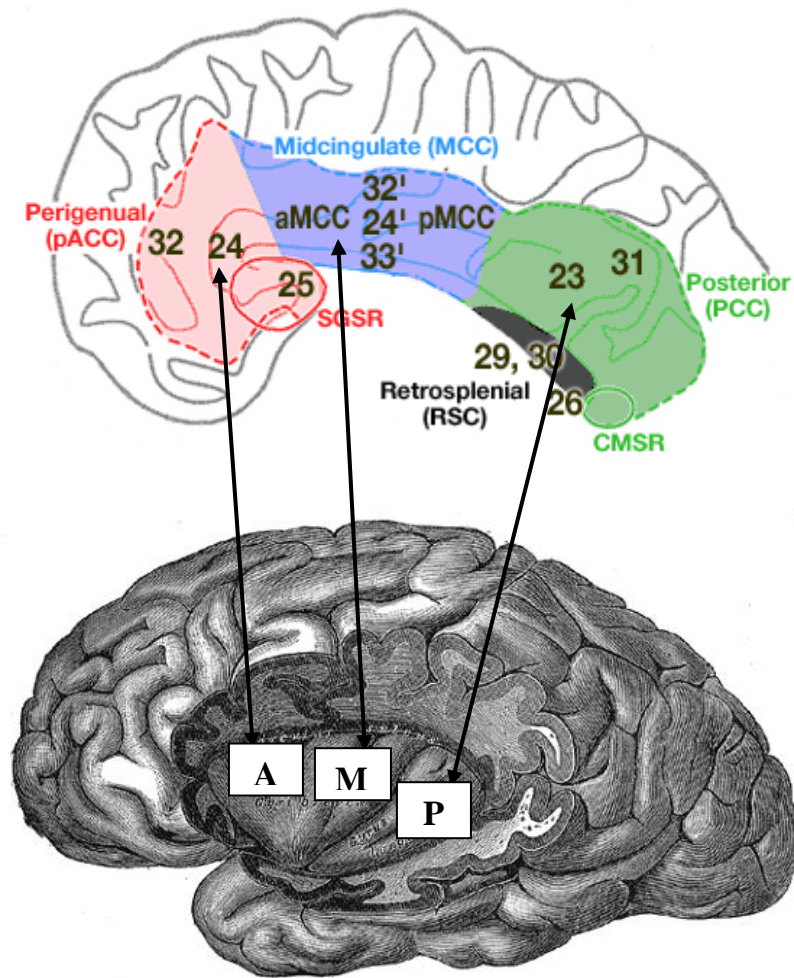 Midcingulate (MCC)
Perigenual
(pACC)
32
24
25
SGSR
aMCC
32'
24'
33'
pMCC
23
31
Posterior
(PCC)
29, 30
Retrosplenial
(RSC)
26
CMSR
A
M
P